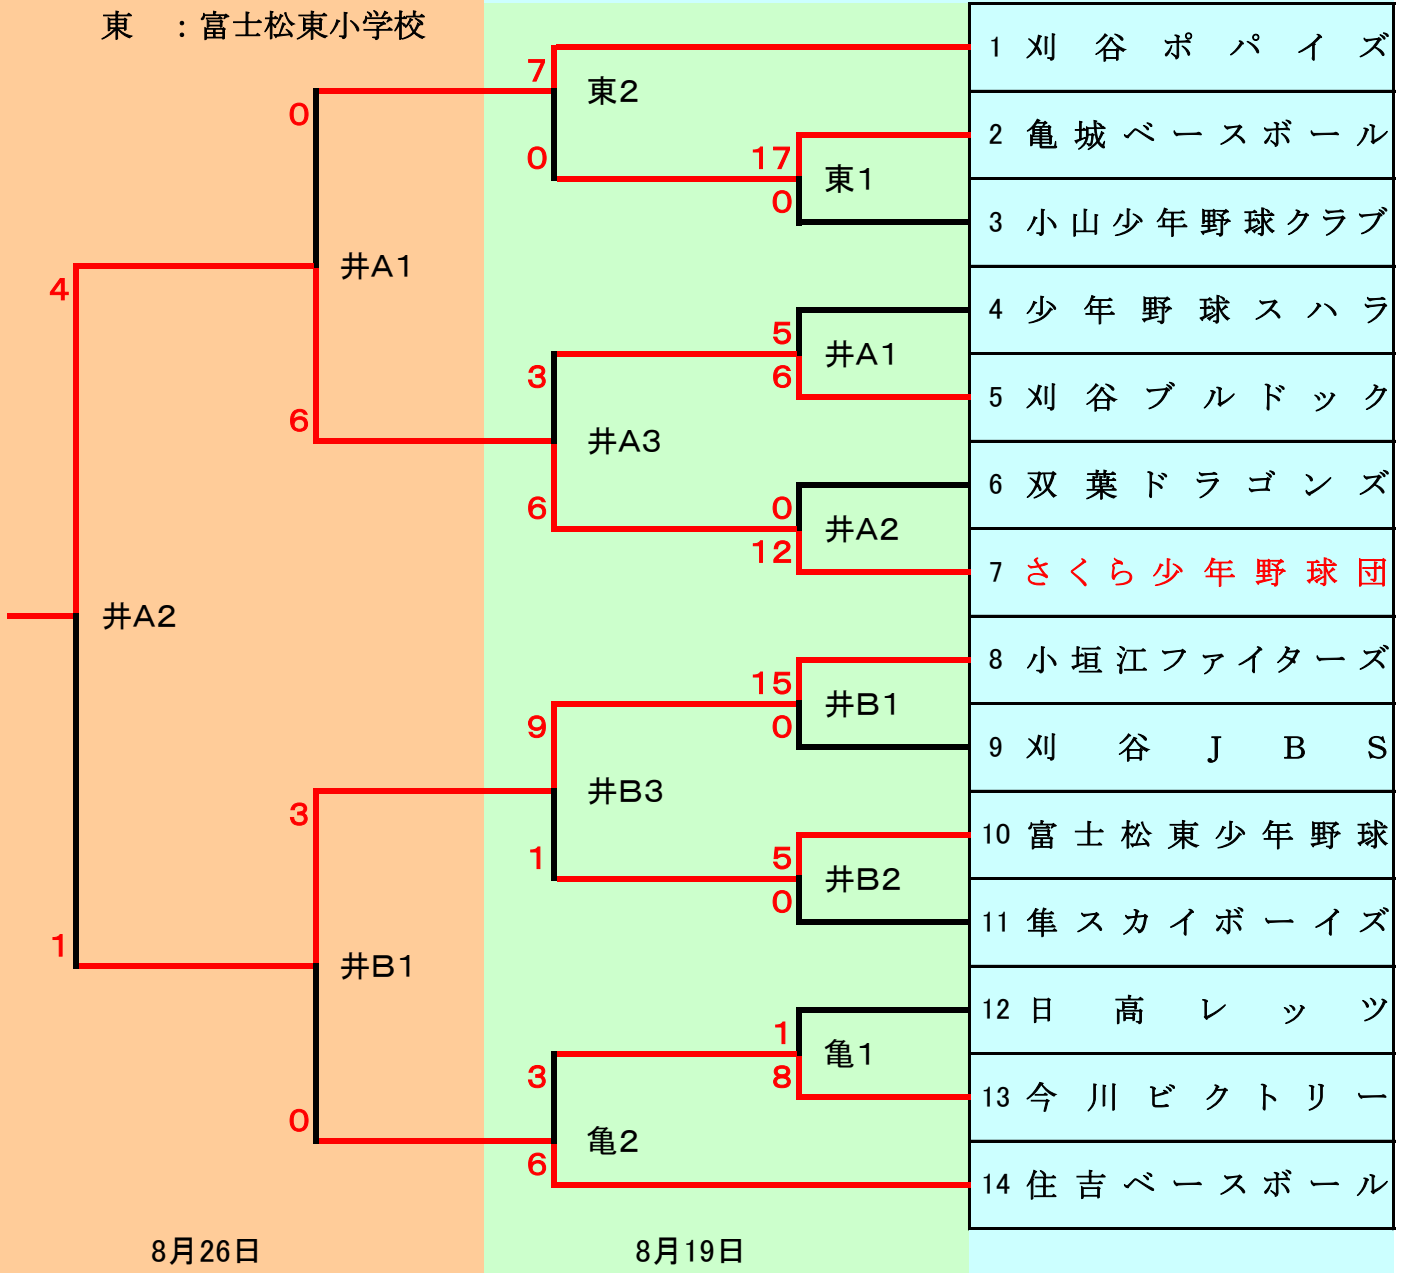 東　：富士松東小学校
1 刈谷ポパイズ
7
東2
0
2 亀城ベースボール
0
17
東1
0
3 小山少年野球クラブ
井A1
4
4 少年野球スハラ
5
井A1
3
6
5 刈谷ブルドック
6
井A3
6 双葉ドラゴンズ
6
0
井A2
12
7 さくら少年野球団
井A2
8 小垣江ファイターズ
15
井B1
9
0
9 刈谷JBS
井B3
3
10 富士松東少年野球
1
5
井B2
0
11 隼スカイボーイズ
1
井B1
12 日高レッツ
1
亀1
3
8
13 今川ビクトリー
0
亀2
6
14 住吉ベースボール
8月26日
8月19日